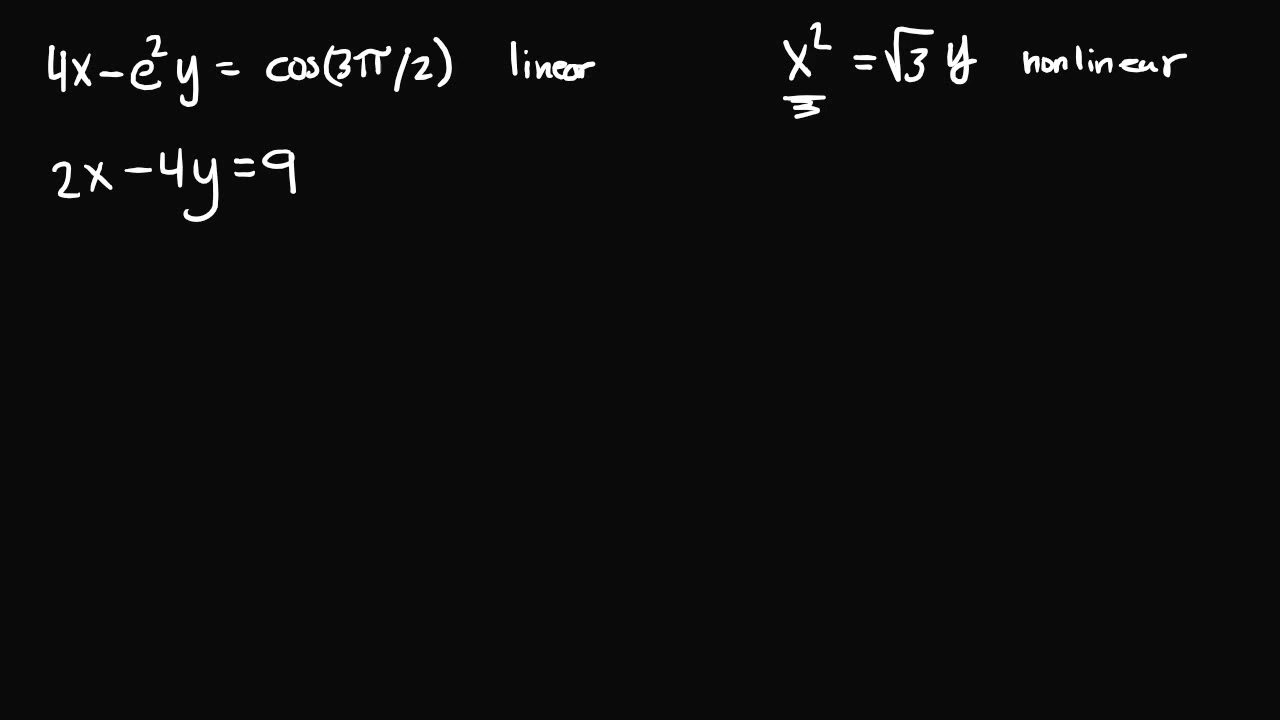 4x - e² y = cos(3π/2) linear
x² = √3 y nonlinear
2x - 4y = 9